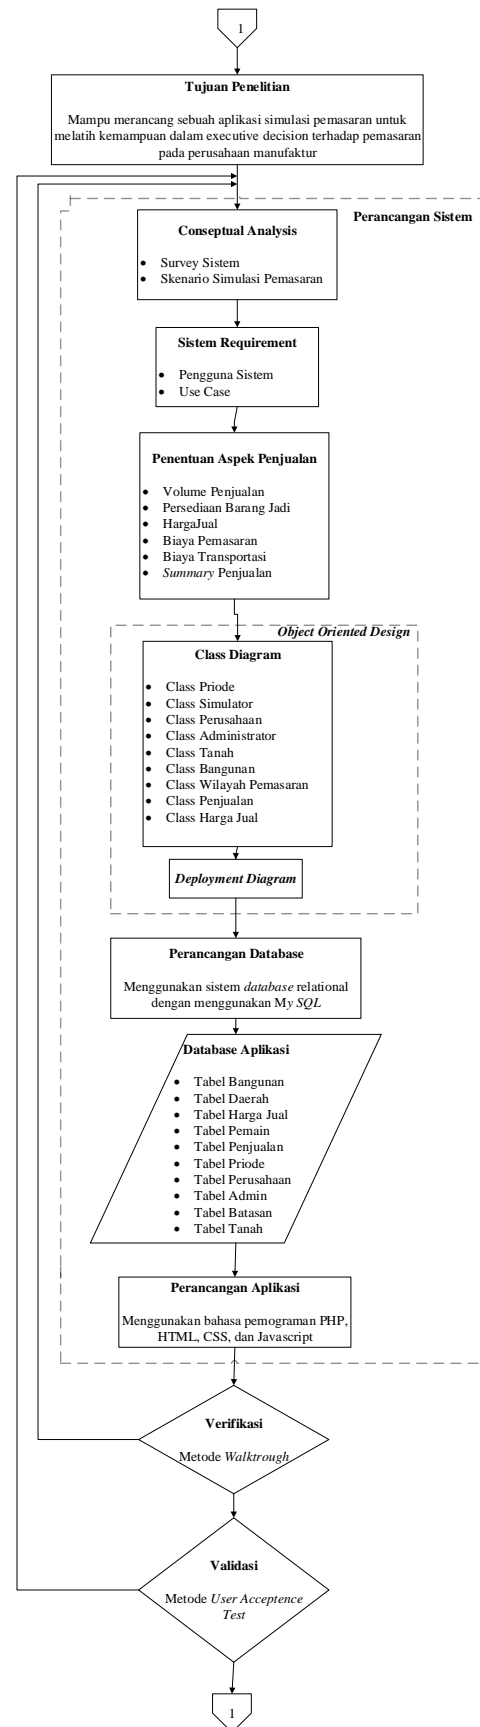 1
Tujuan Penelitian
Mampu merancang sebuah aplikasi simulasi pemasaran untuk
melatih kemampuan dalam executive decision terhadap pemasaran
pada perusahaan manufaktur
Perancangan Sistem
Conseptual Analysis
• Survey Sistem
• Skenario Simulasi Pemasaran
Sistem Requirement
• Pengguna Sistem
• Use Case
Penentuan Aspek Penjualan
• Volume Penjualan
• Persediaan Barang Jadi
• HargaJual
• Biaya Pemasaran
• Biaya Transportasi
• Summary Penjualan
Object Oriented Design
Class Diagram
• Class Priode
• Class Simulator
• Class Perusahaan
• Class Administrator
• Class Tanah
• Class Bangunan
• Class Wilayah Pemasaran
• Class Penjualan
• Class Harga Jual
Deployment Diagram
Perancangan Database
Menggunakan sistem database relational
dengan menggunakan My SQL
Database Aplikasi
• Tabel Bangunan
• Tabel Daerah
• Tabel Harga Jual
• Tabel Pemain
• Tabel Penjualan
• Tabel Priode
• Tabel Perusahaan
• Tabel Admin
• Tabel Batasan
• Tabel Tanah
Perancangan Aplikasi
Menggunakan bahasa pemograman PHP,
HTML, CSS, dan Javascript
Verifikasi
Metode Walktrough
Validasi
Metode User Acceptence
Test
1